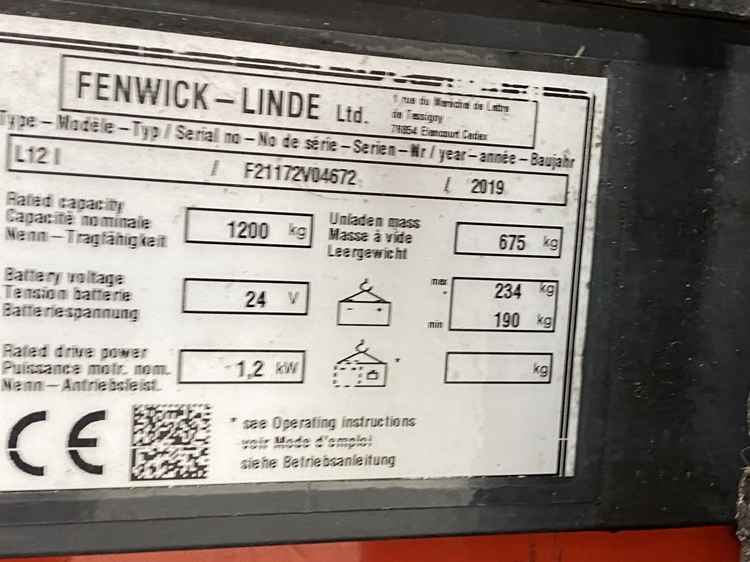 FENWICK – LINDE Ltd.
1 rue du Maréchal de Lattre
de Tassigny
78854 Elancourt Cedex
Type – Modèle – Typ / Serial no – No de série – Serien – Nr / year – année – Baujahr
L12 I / F21172V04672 / 2019
Rated capacity
Capacité nominale
Nenn – Tragfähigkeit
1200 kg
Unladen mass
Masse à vide
Leergewicht
675 kg
Battery voltage
Tension batterie
Batteriespannung
24 V
- +
max
234 kg
min
190 kg
Rated drive power
Puissance motr. nom.
Nenn – Antriebsleist.
1,2 kW
*
kg
CE
* see Operating instructions
voir Mode d'emploi
siehe Betriebsanleitung